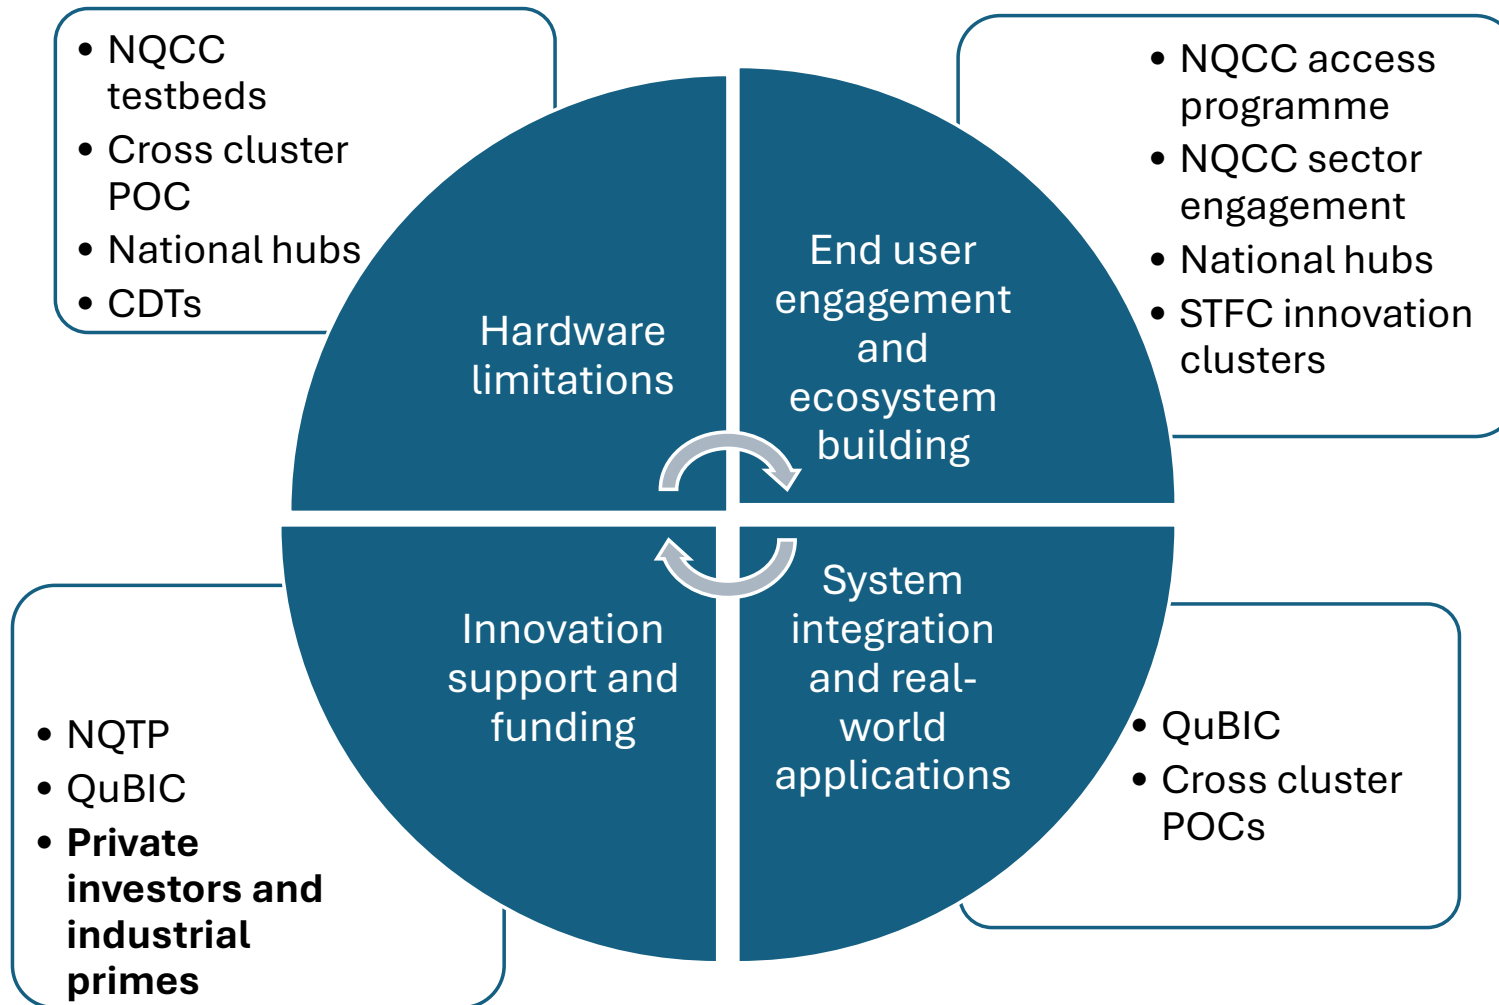 • NQCC
testbeds
• Cross cluster
POC
• National hubs
• CDTs
• NQCC access
programme
• NQCC sector
engagement
• National hubs
• STFC innovation
clusters
Hardware
limitations
End user
engagement
and
ecosystem
building
Innovation
support and
funding
System
integration
and real-
world
applications
• NQTP
• QuBIC
• Private
investors and
industrial
primes
• QuBIC
• Cross cluster
POCs